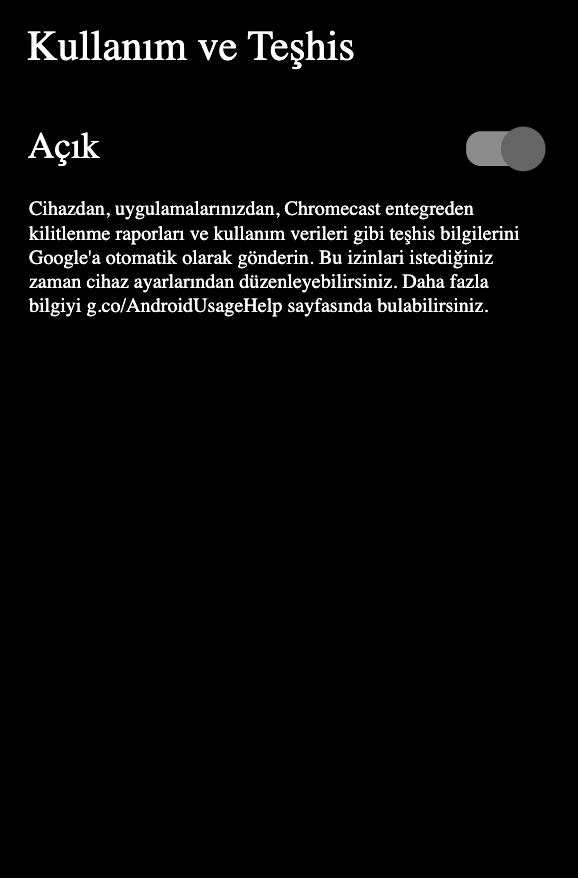 Kullanım ve Teşhis
Açık
Cihazdan, uygulamalarınızdan, Chromecast entegreden
kilitlenme raporları ve kullanım verileri gibi teşhis bilgilerini
Google'a otomatik olarak gönderin. Bu izinlari istediğiniz
zaman cihaz ayarlarından düzenleyebilirsiniz. Daha fazla
bilgiyi g.co/AndroidUsageHelp sayfasında bulabilirsiniz.